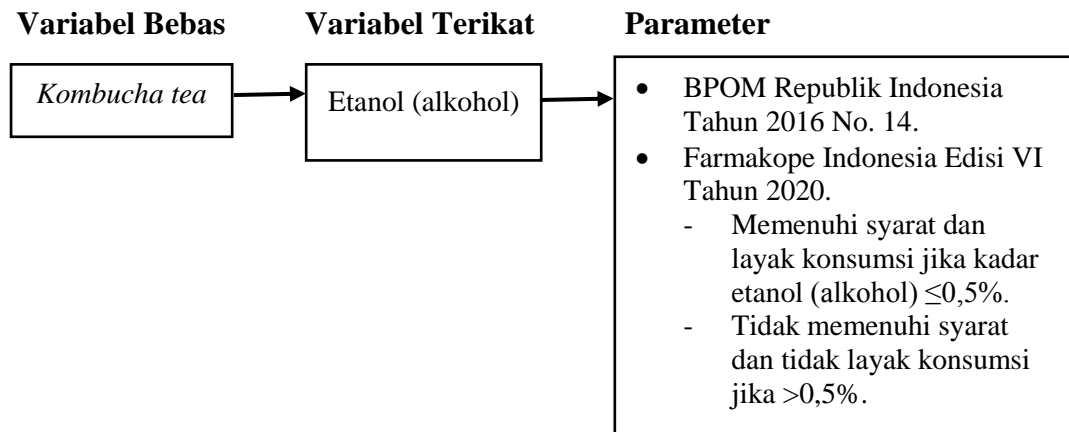 Variabel Bebas
Variabel Terikat
Parameter
Kombucha tea
Etanol (alkohol)
• BPOM Republik Indonesia
Tahun 2016 No. 14.
• Farmakope Indonesia Edisi VI
Tahun 2020.
- Memenuhi syarat dan
layak konsumsi jika kadar
etanol (alkohol) ≤0,5%.
- Tidak memenuhi syarat
dan tidak layak konsumsi
jika >0,5%.